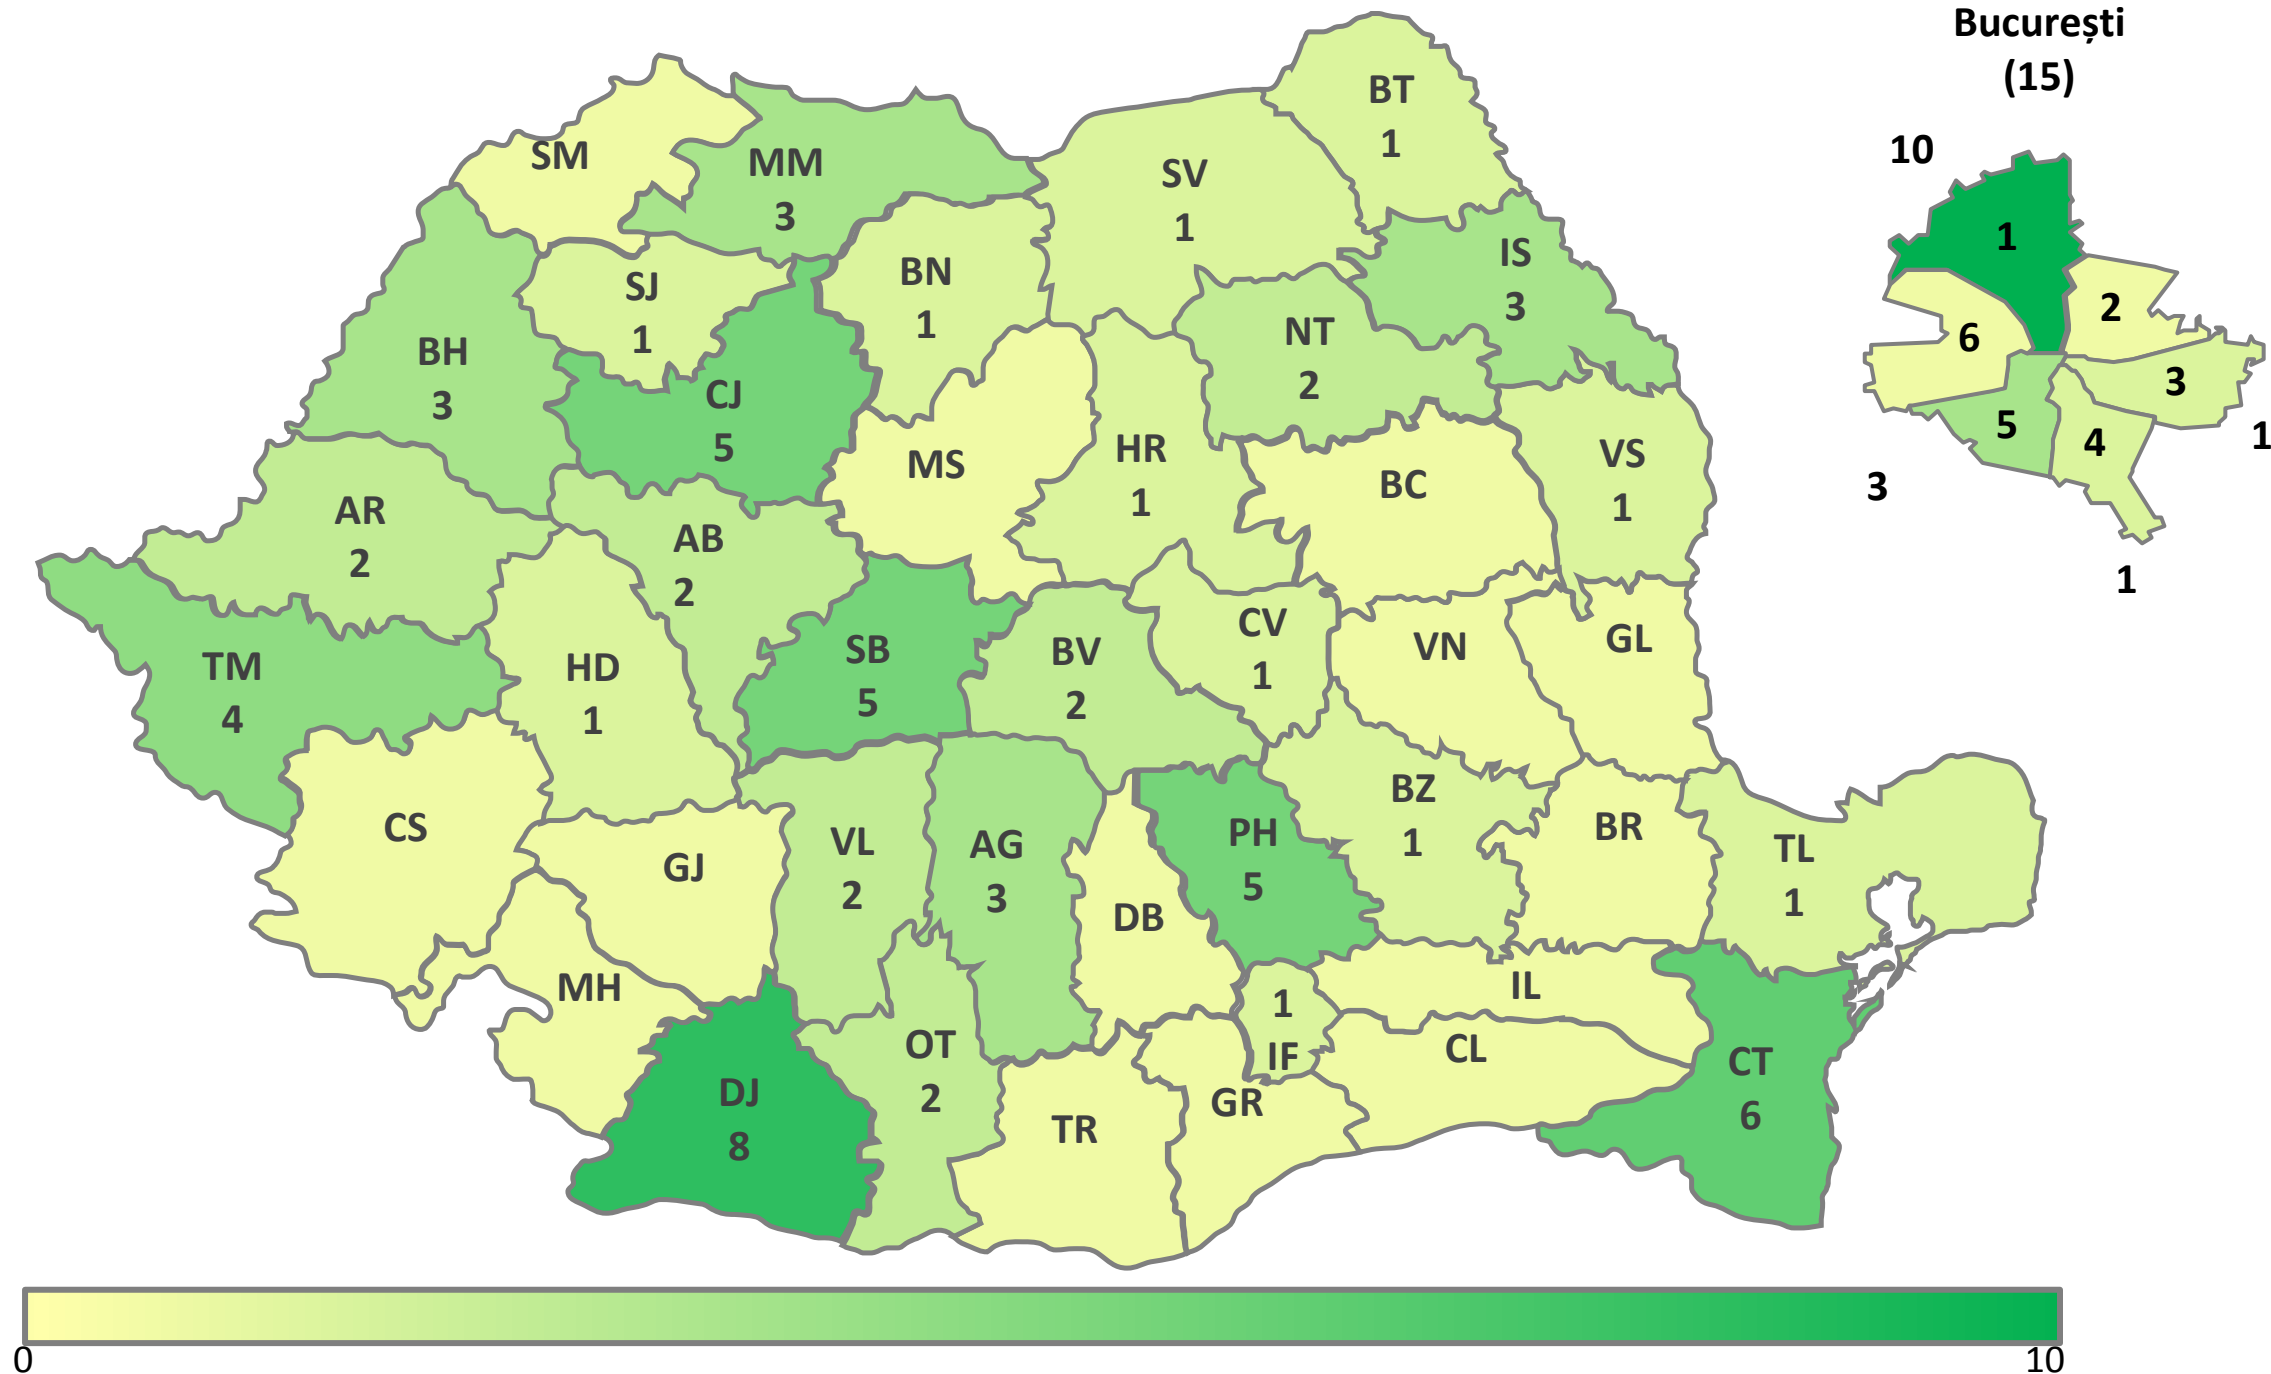 București
(15)
10
1
2
6
3
5
4
1
3
1
BT
1
SM
MM
3
SV
1
IS
3
SJ
1
BN
1
NT
2
BH
3
CJ
5
MS
HR
1
BC
VS
1
AR
2
AB
2
TM
4
HD
1
SB
5
BV
2
CV
1
VN
GL
CS
GJ
VL
2
AG
3
DB
PH
5
BZ
1
BR
TL
1
MH
DJ
8
OT
2
TR
1
IF
GR
IL
CL
CT
6
0
10